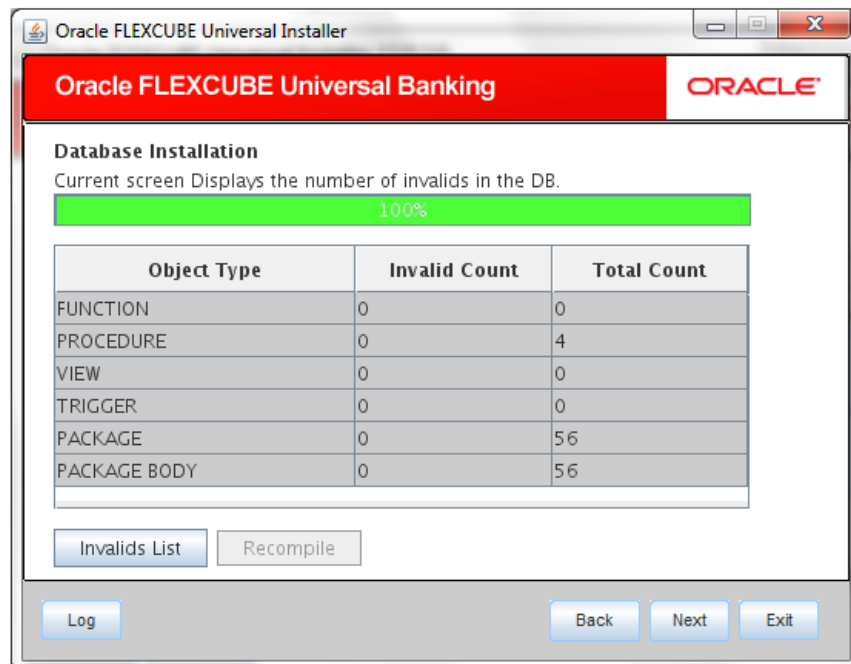 Oracle FLEXCUBE Universal Installer
Oracle FLEXCUBE Universal Banking ORACLE
Database Installation
Current screen Displays the number of invalids in the DB.
100%
Object Type Invalid Count Total Count
FUNCTION 0 0
PROCEDURE 0 4
VIEW 0 0
TRIGGER 0 0
PACKAGE 0 56
PACKAGE BODY 0 56
Invalids List Recompile
Log Back Next Exit